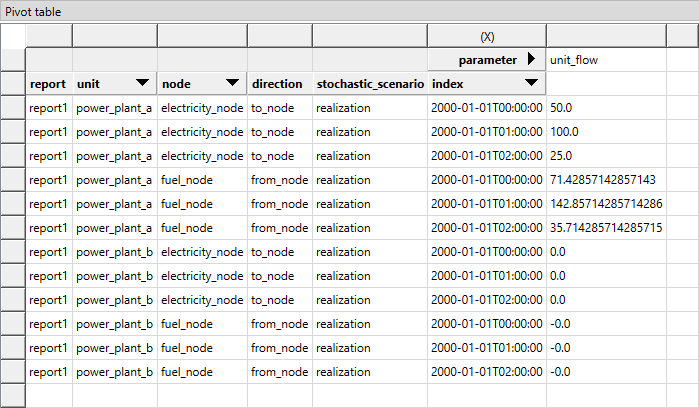 Pivot table
(X)
parameter unit_flow
report unit node direction stochastic_scenario index
report1 power_plant_a electricity_node to_node realization 2000-01-01T00:00:00 50.0
report1 power_plant_a electricity_node to_node realization 2000-01-01T01:00:00 100.0
report1 power_plant_a electricity_node to_node realization 2000-01-01T02:00:00 25.0
report1 power_plant_a fuel_node from_node realization 2000-01-01T00:00:00 71.42857142857143
report1 power_plant_a fuel_node from_node realization 2000-01-01T01:00:00 142.85714285714286
report1 power_plant_a fuel_node from_node realization 2000-01-01T02:00:00 35.714285714285715
report1 power_plant_b electricity_node to_node realization 2000-01-01T00:00:00 0.0
report1 power_plant_b electricity_node to_node realization 2000-01-01T01:00:00 0.0
report1 power_plant_b electricity_node to_node realization 2000-01-01T02:00:00 0.0
report1 power_plant_b fuel_node from_node realization 2000-01-01T00:00:00 -0.0
report1 power_plant_b fuel_node from_node realization 2000-01-01T01:00:00 -0.0
report1 power_plant_b fuel_node from_node realization 2000-01-01T02:00:00 -0.0